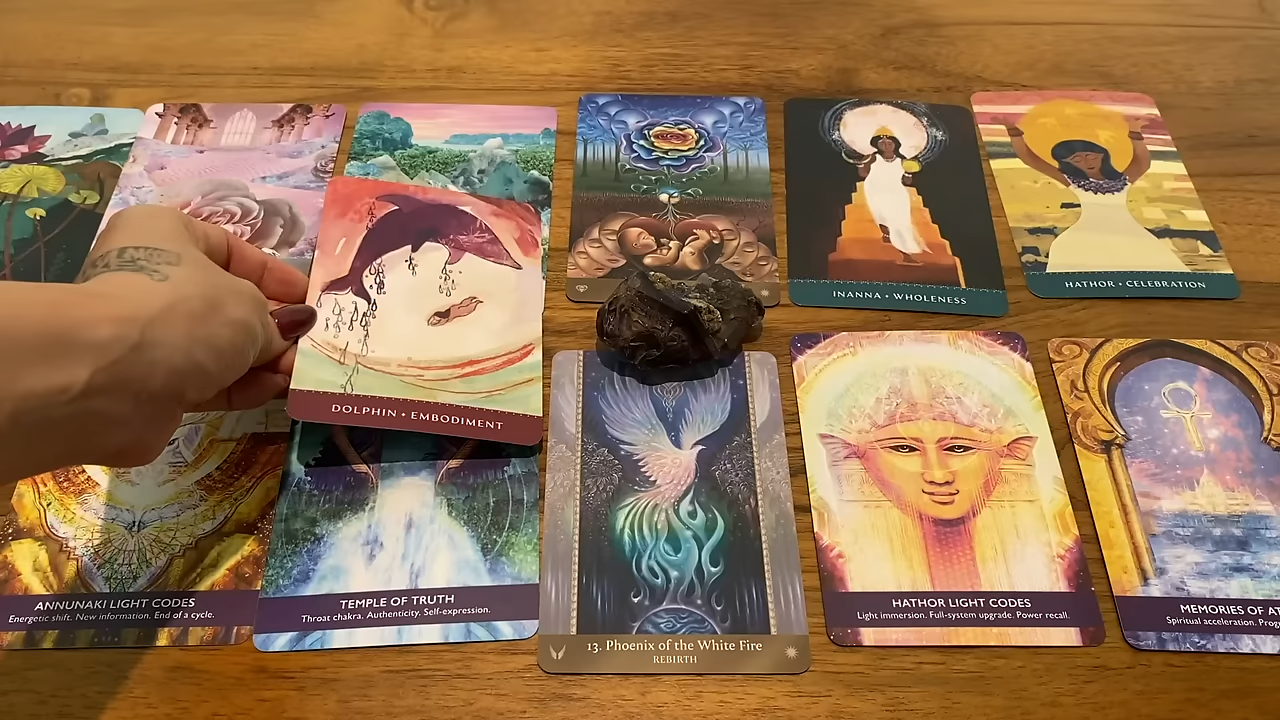 INANNA • WHOLENESS
HATHOR • CELEBRATION
DOLPHIN • EMBODIMENT
ANNUNAKI LIGHT CODES
Energetic shift. New information. End of a cycle.
TEMPLE OF TRUTH
Throat chakra. Authenticity. Self-expression.
13. Phoenix of the White Fire
REBIRTH
HATHOR LIGHT CODES
Light immersion. Full-system upgrade. Power recall.
MEMORIES OF
Spiritual acceleration.